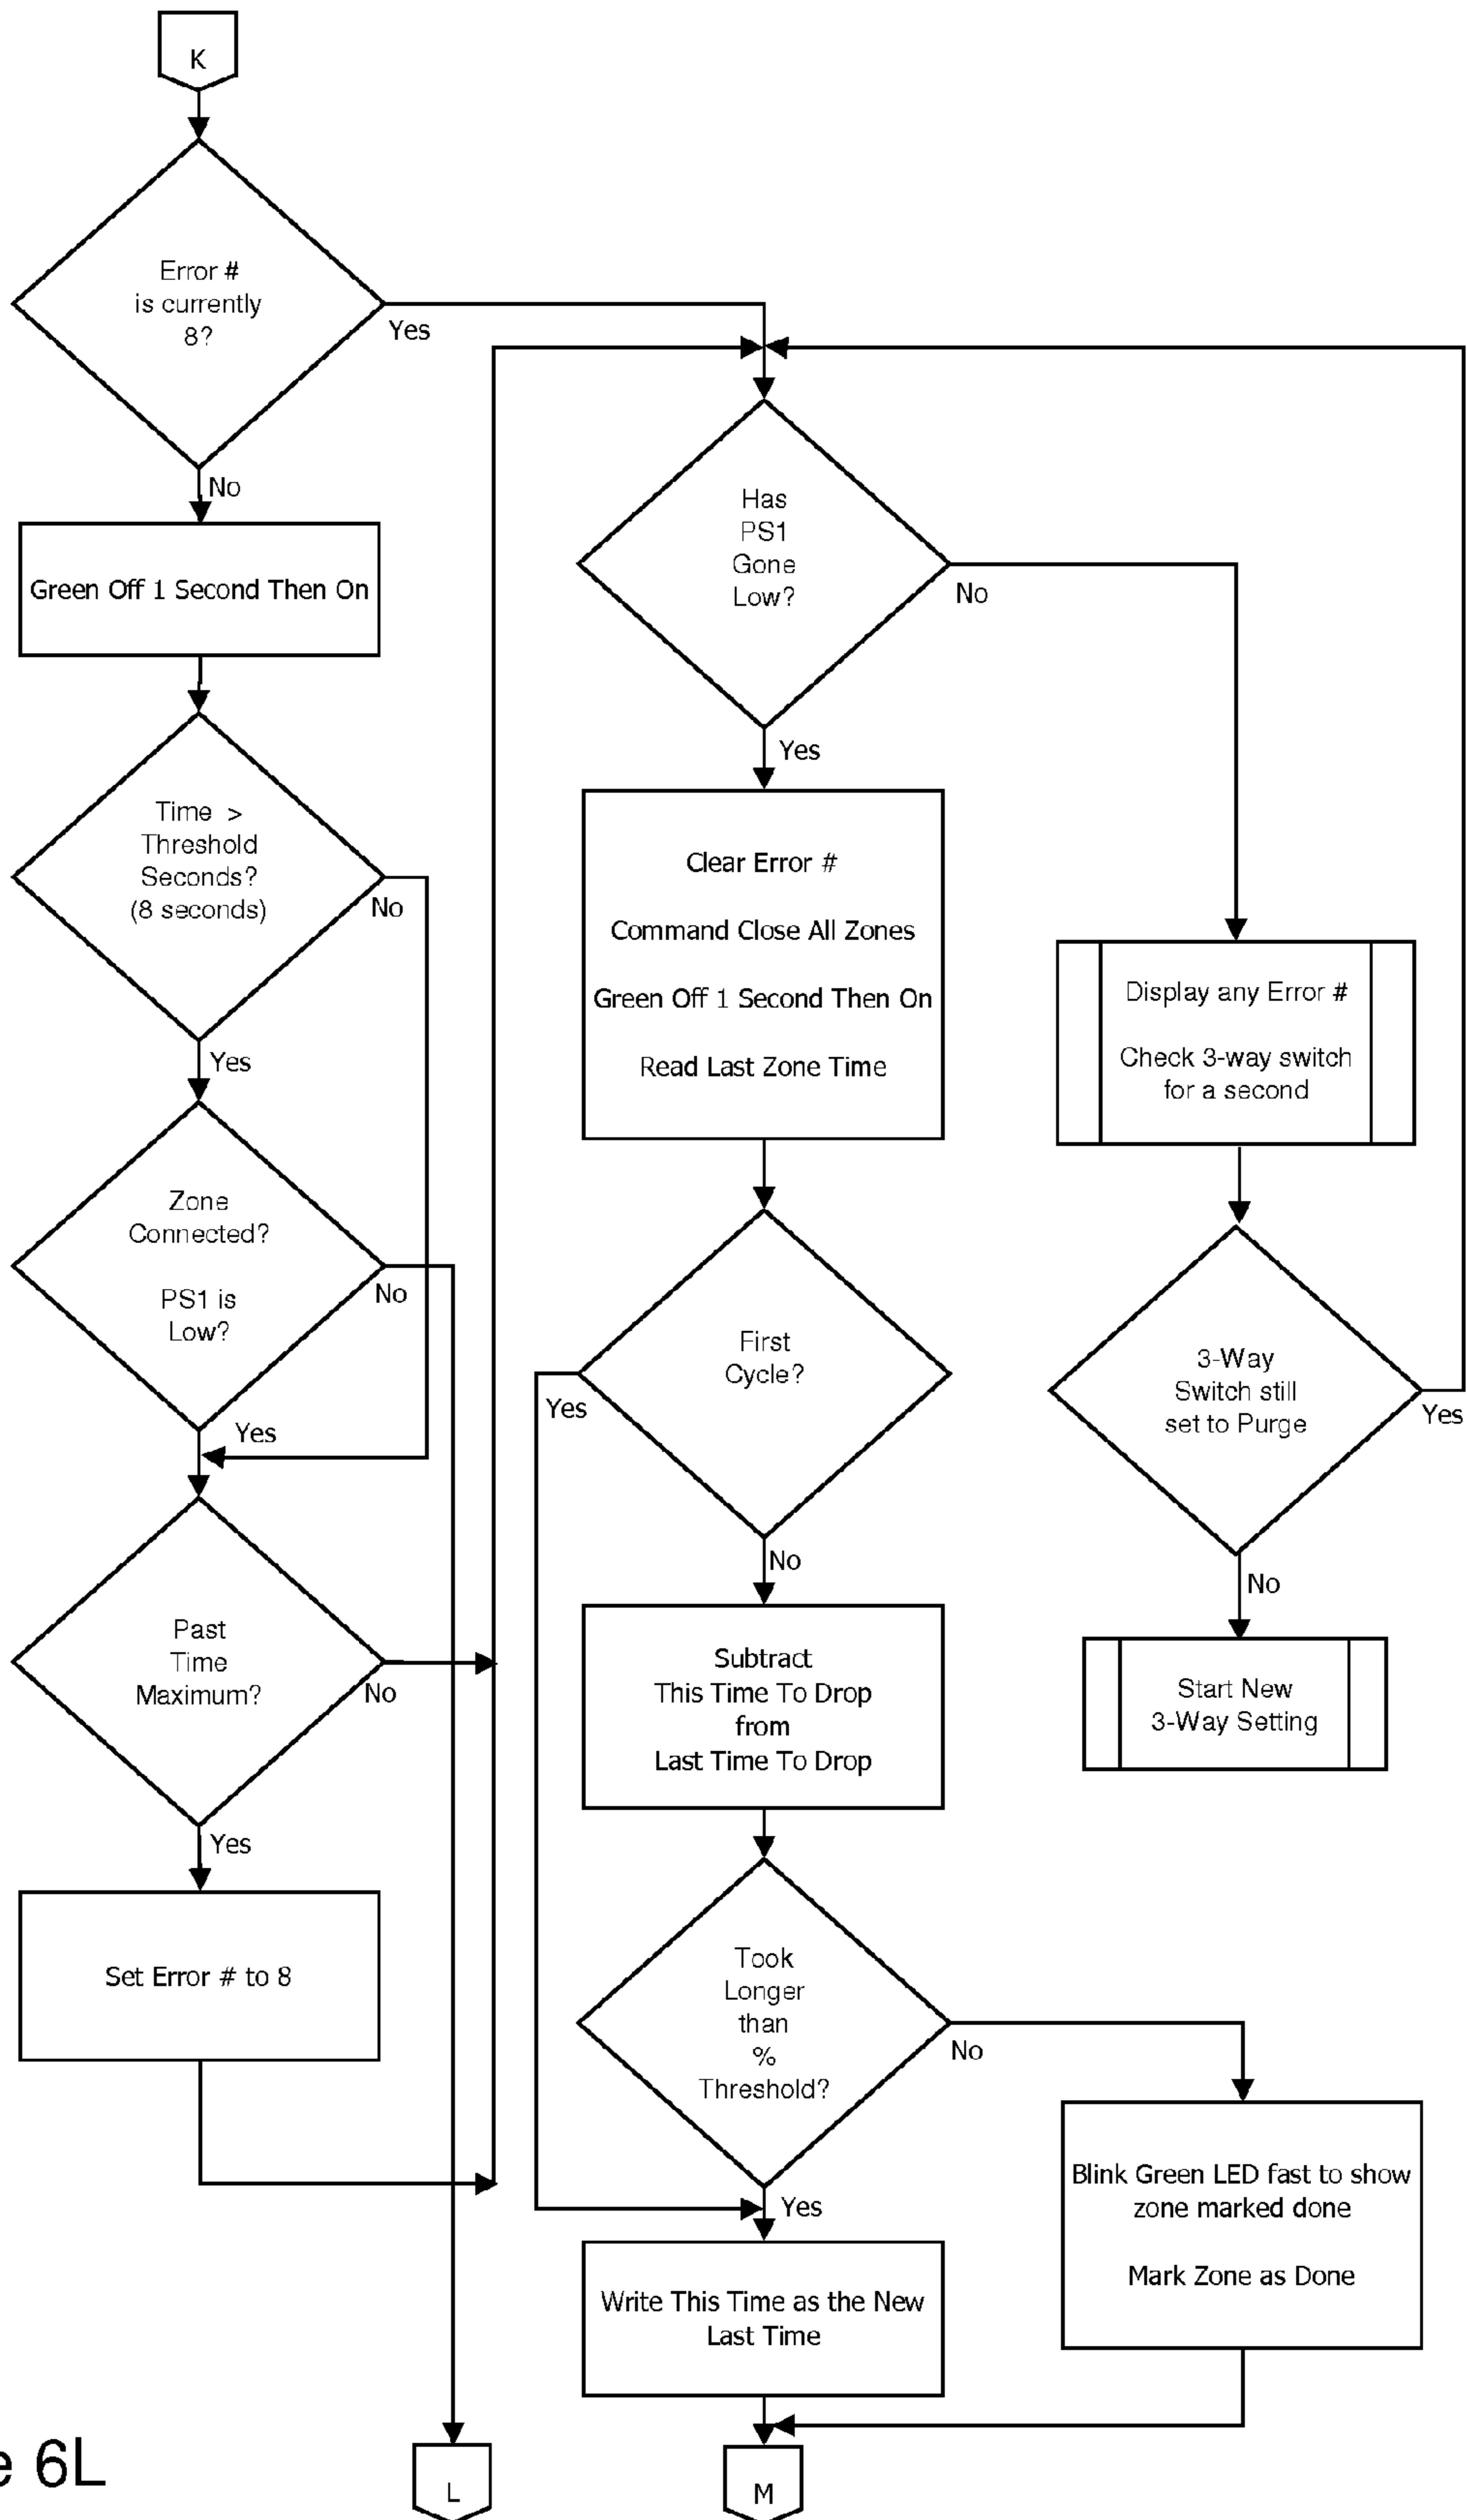 K
Error #
is currently
8?
Yes
No
Green Off 1 Second Then On
Time >
Threshold
Seconds?
(8 seconds)
No
Yes
Zone
Connected?
PS1 is
Low?
No
Yes
Past
Time
Maximum?
No
Yes
Set Error # to 8
Has
PS1
Gone
Low?
No
Yes
Clear Error #
Command Close All Zones
Green Off 1 Second Then On
Read Last Zone Time
First
Cycle?
Yes
No
Subtract
This Time To Drop
from
Last Time To Drop
Took
Longer
than
%
Threshold?
No
Yes
Write This Time as the New
Last Time
Display any Error #
Check 3-way switch
for a second
3-Way
Switch still
set to Purge
Yes
No
Start New
3-Way Setting
Blink Green LED fast to show
zone marked done
Mark Zone as Done
e 6L
L
M